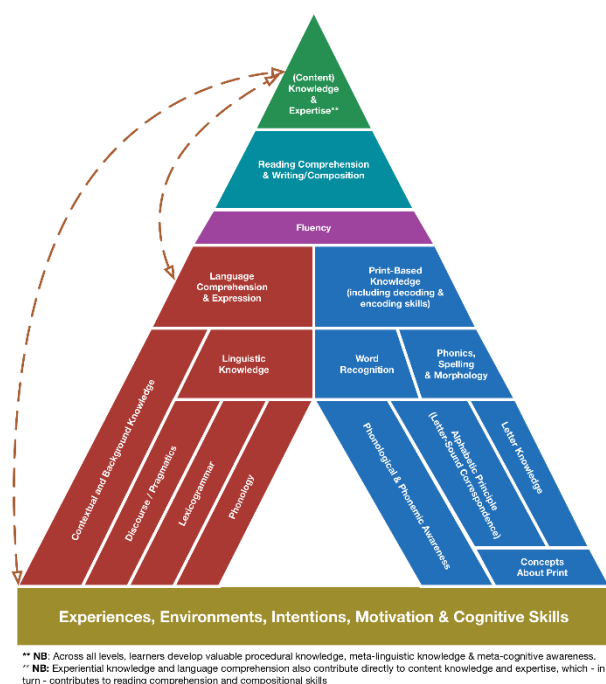 (Content)
Knowledge
&
Expertise**
Reading Comprehension
& Writing/Composition
Fluency
Language
Comprehension
& Expression
Print-Based
Knowledge
(including decoding &
encoding skills)
Linguistic
Knowledge
Word
Recognition
Phonics,
Spelling
& Morphology
Contextual and Background Knowledge
Discourse / Pragmatics
Lexicogrammar
Phonology
Phonological & Phonemic Awareness
Alphabetic Principle
(Letter-Sound Correspondence)
Letter Knowledge
Concepts
About Print
Experiences, Environments, Intentions, Motivation & Cognitive Skills
** NB: Across all levels, learners develop valuable procedural knowledge, meta-linguistic knowledge & meta-cognitive awareness.
** NB: Experiential knowledge and language comprehension also contribute directly to content knowledge and expertise, which - in
turn - contributes to reading comprehension and compositional skills